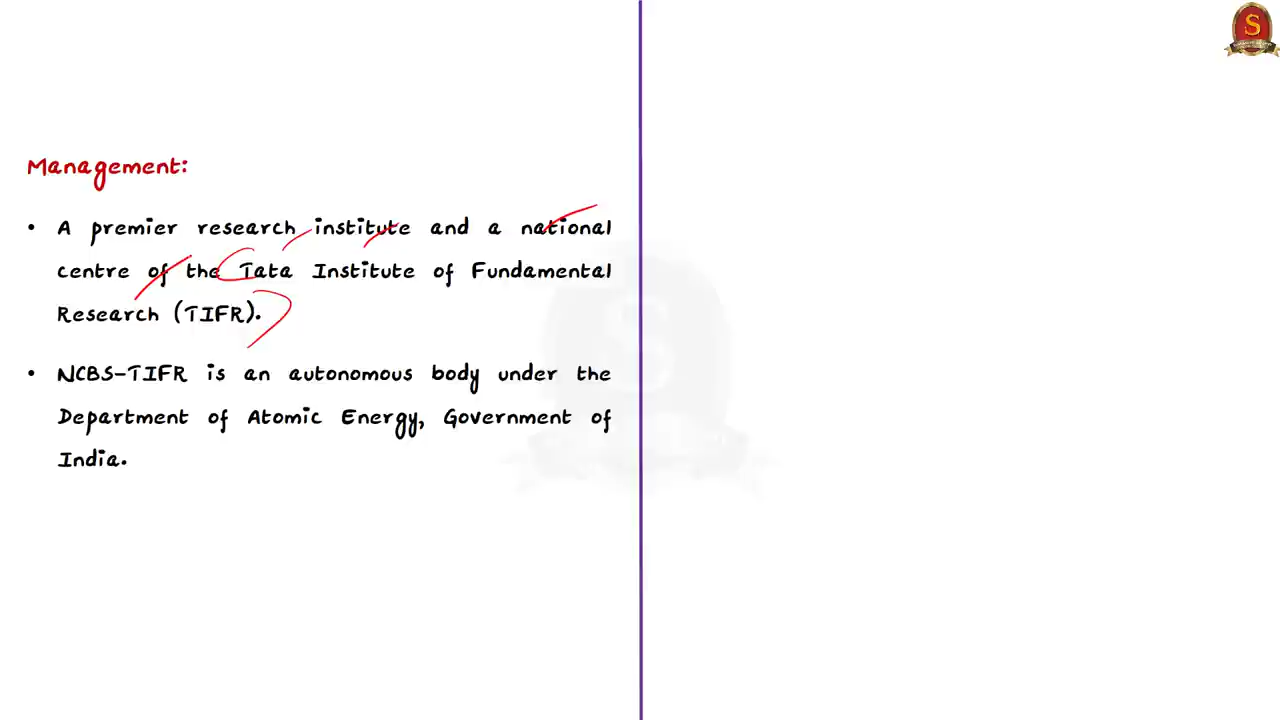 S
Management:
• A premier research institute and a national
centre of the Tata Institute of Fundamental
Research (TIFR).
• NCBS-TIFR is an autonomous body under the
Department of Atomic Energy, Government of
India.